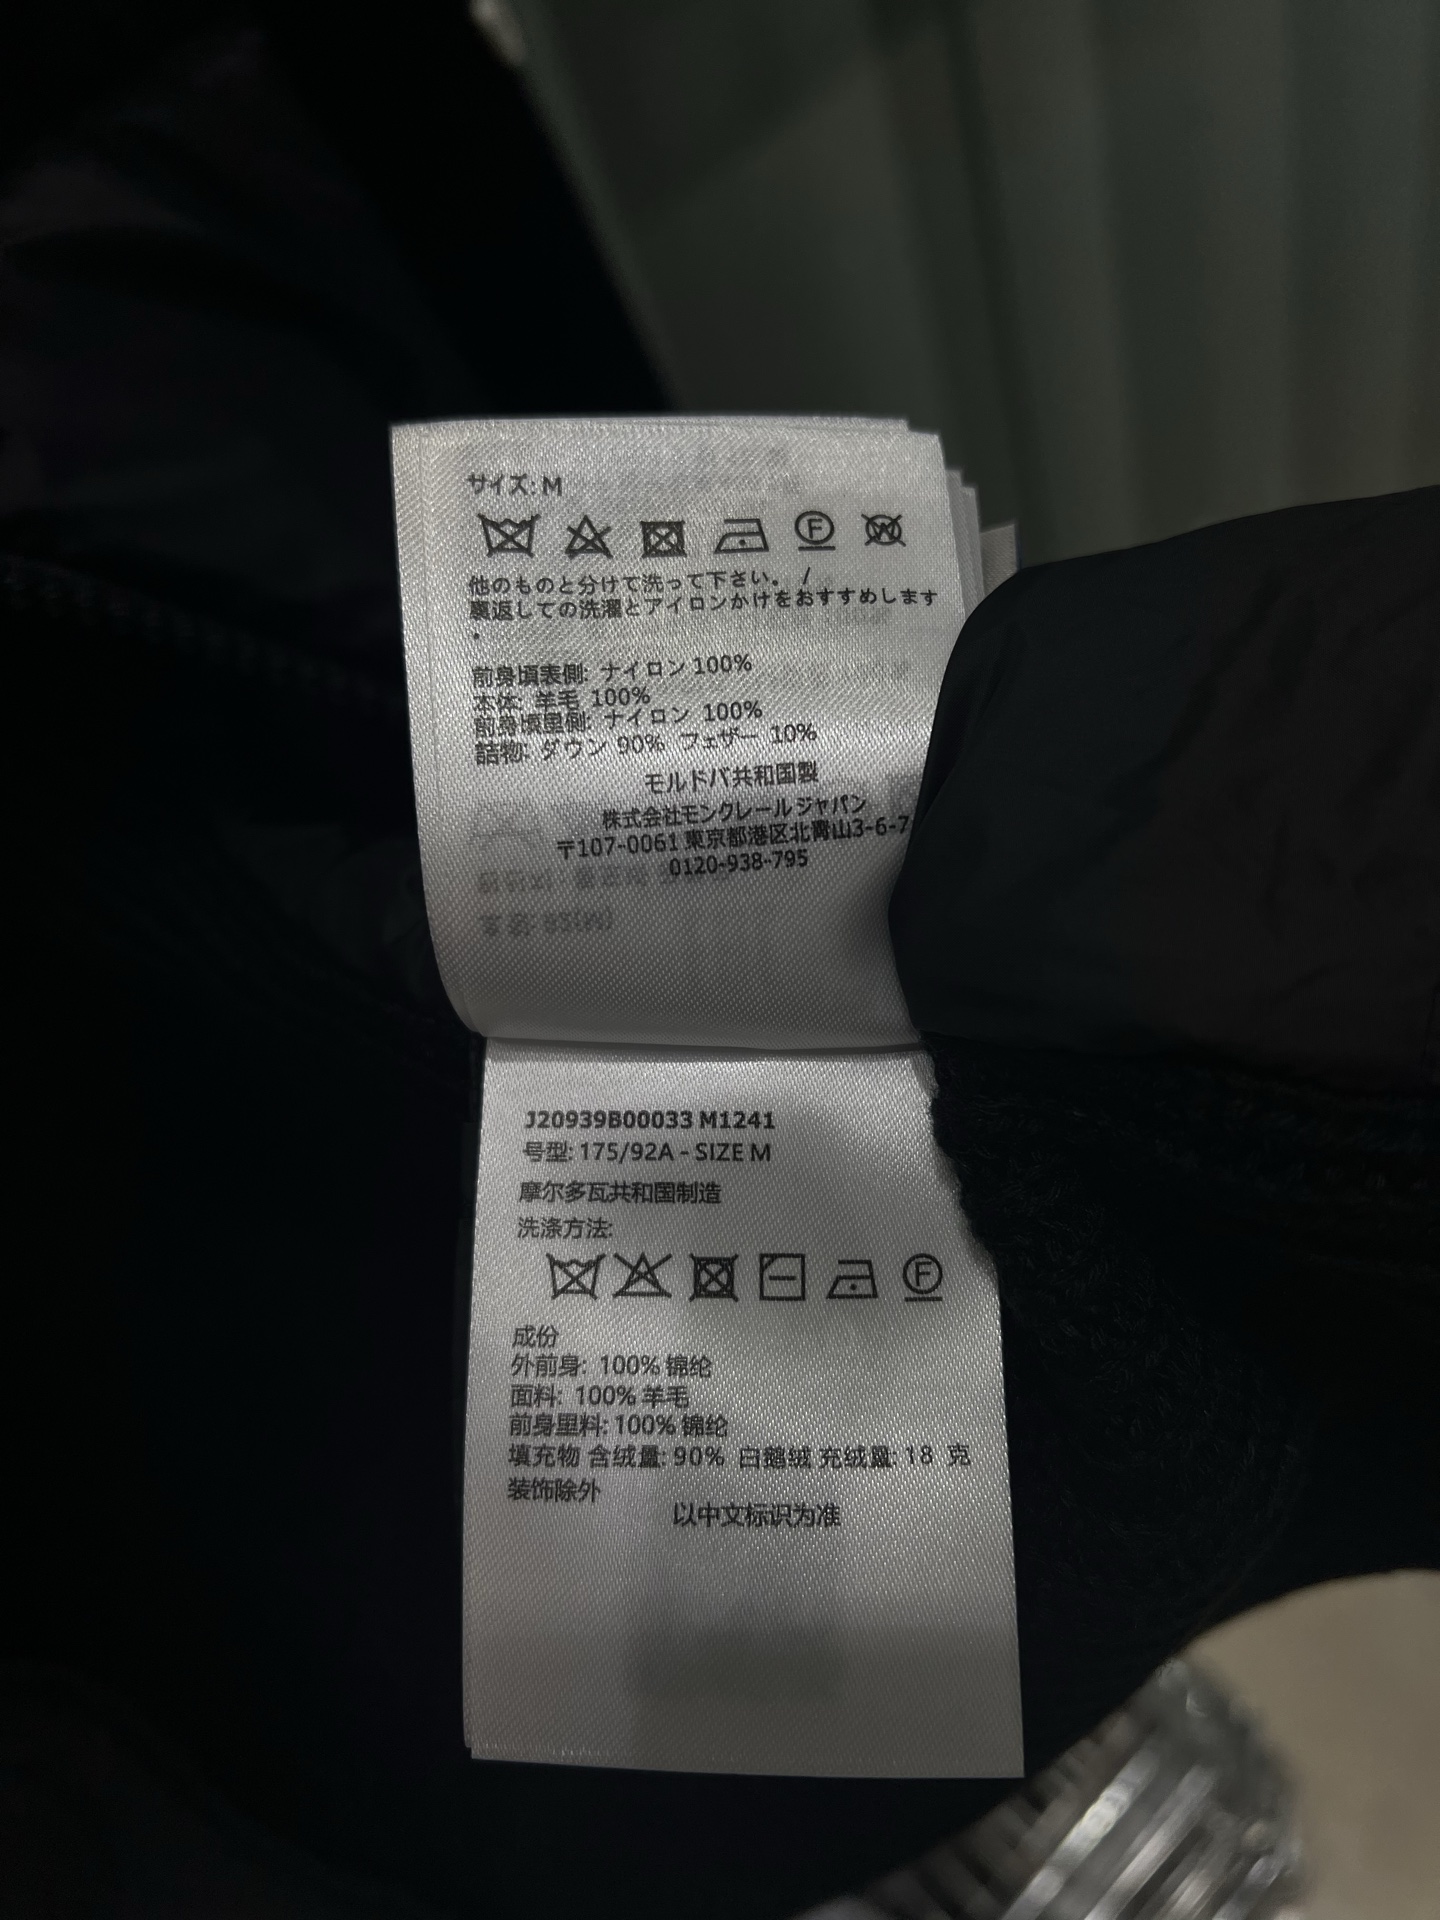 サイズ: M
他のものと分けて洗って下さい。 /
裏返しての洗濯とアイロンかけをおすすめします
。
前身頃表側: ナイロン 100%
本体: 羊毛 100%
前身頃里側: ナイロン 100%
詰物: ダウン 90% フェザー 10%
モルドバ共和国製
株式会社モンクレール ジャパン
〒107-0061 東京都港区北青山3-6-7
0120-938-795
J20939B00033 M1241
号型: 175/92A - SIZE M
摩尔多瓦共和国制造
洗涤方法:
成份
外前身: 100% 锦纶
面料: 100% 羊毛
前身里料: 100% 锦纶
填充物 含绒量: 90% 白鹅绒 充绒量: 18 克
装饰除外
以中文标识为准